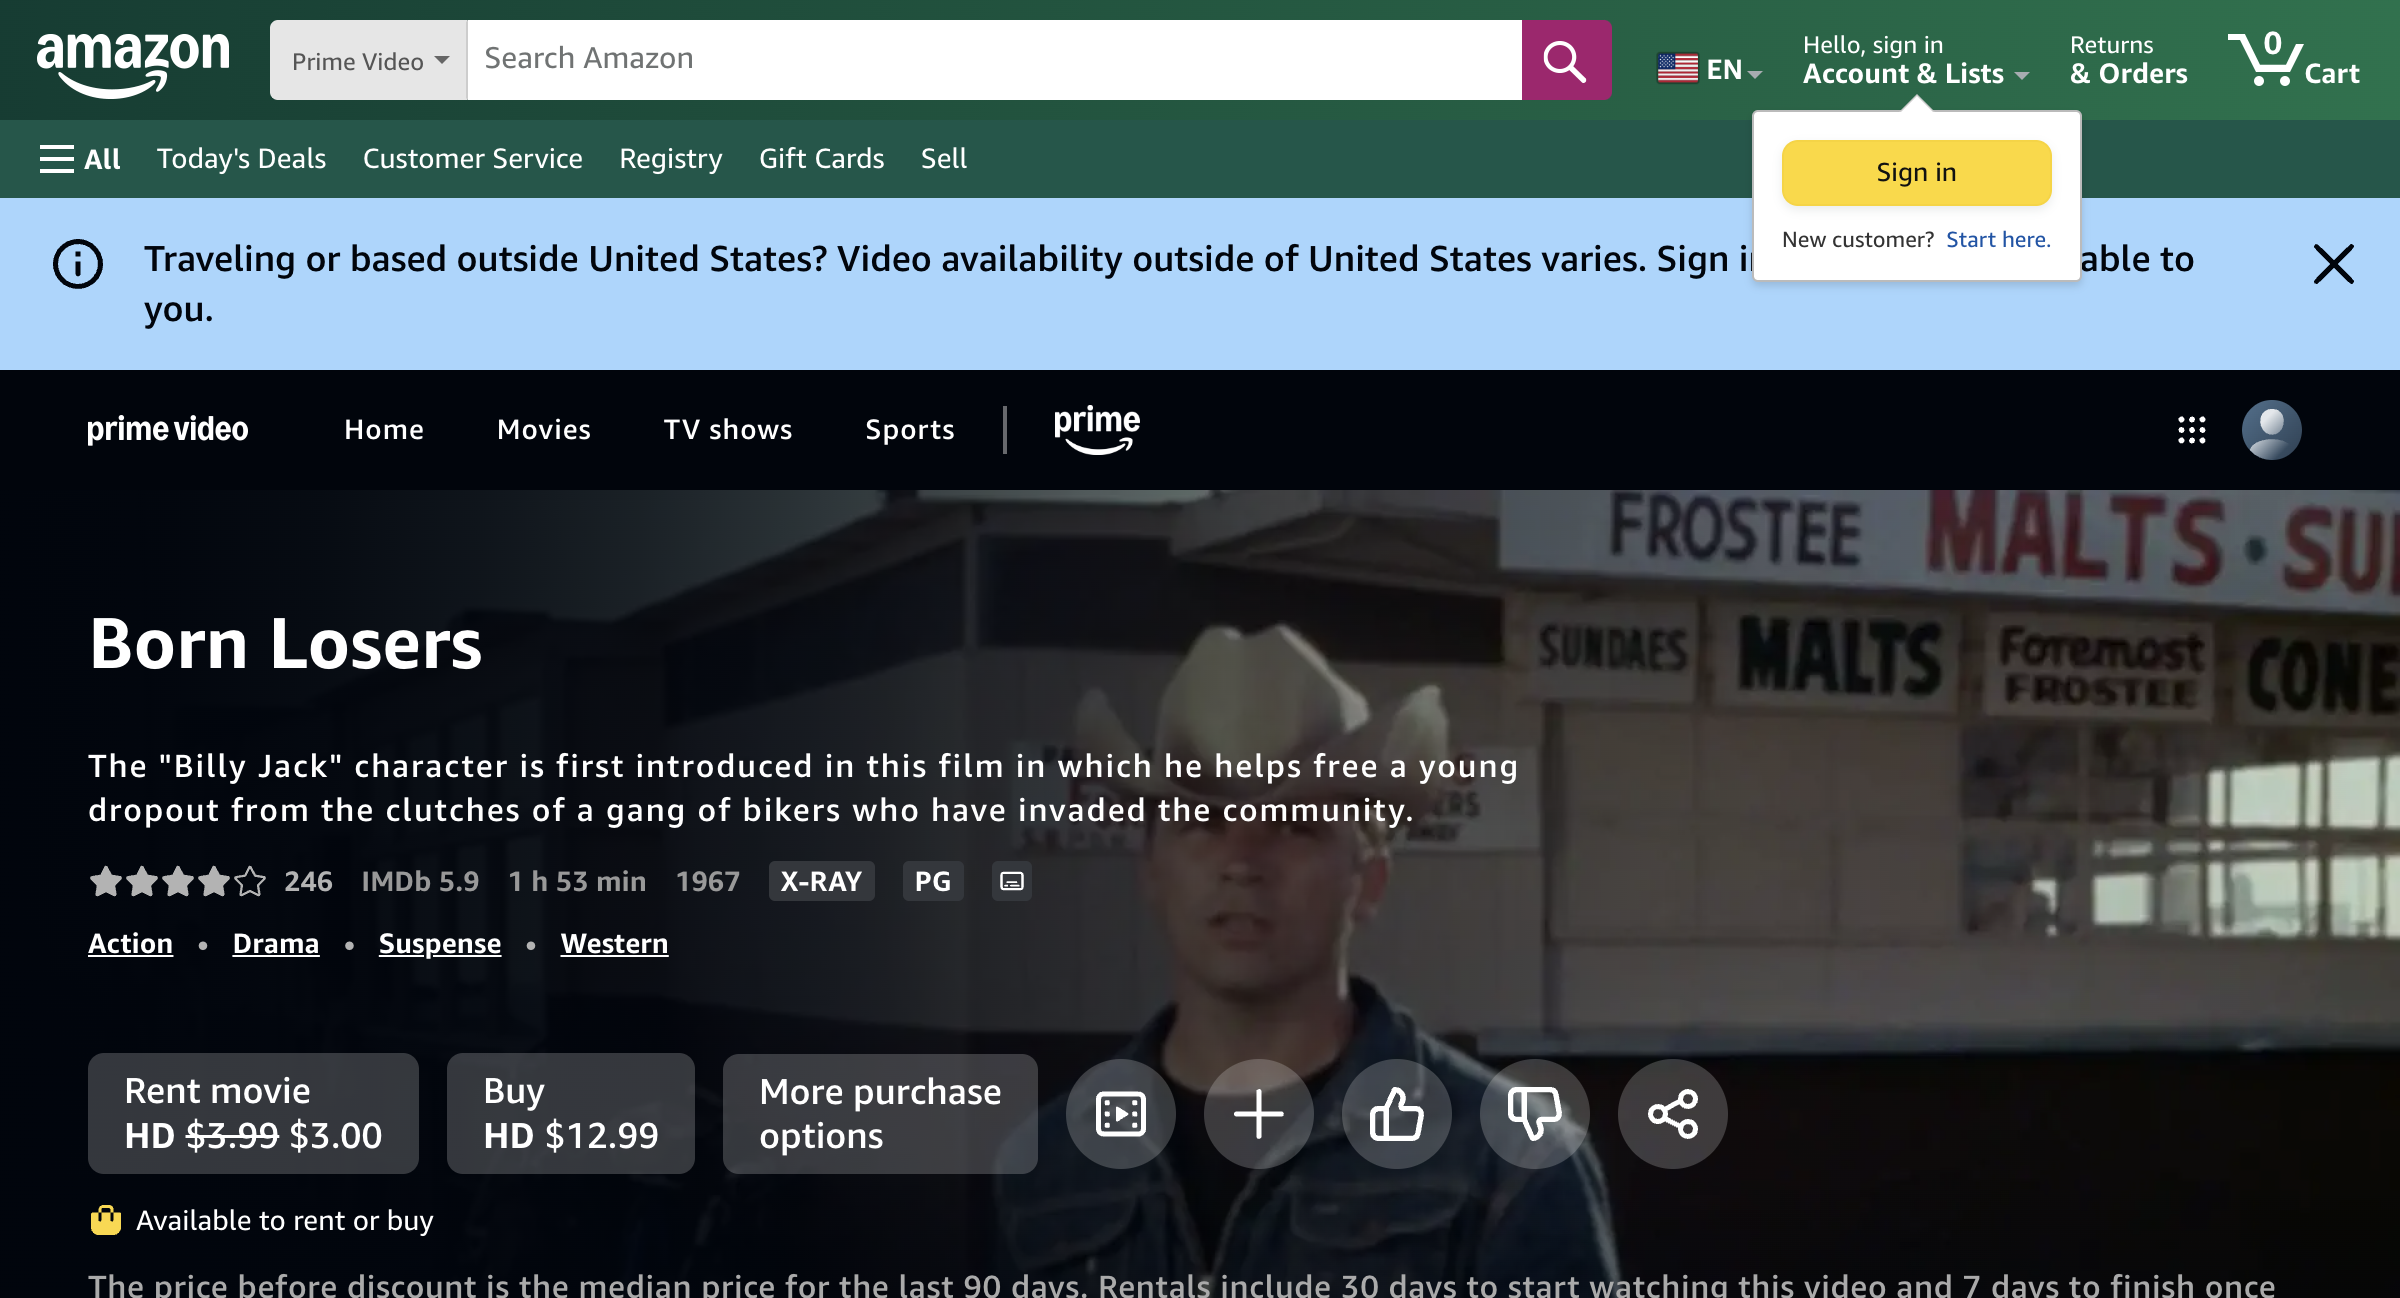 amazon
Prime Video
Search Amazon
EN
Hello, sign in
Account & Lists
Returns
& Orders
0
Cart
All
Today's Deals
Customer Service
Registry
Gift Cards
Sell
Sign in
New customer? Start here.
Traveling or based outside United States? Video availability outside of United States varies. Sign i able to
you.
prime video
Home
Movies
TV shows
Sports
prime
FROSTEE MALTS · SU
SUNDAES
MALTS
Foremost
FROSTEE
CONE
Born Losers
The "Billy Jack" character is first introduced in this film in which he helps free a young
dropout from the clutches of a gang of bikers who have invaded the community.
246 IMDb 5.9 1 h 53 min 1967 X-RAY PG
Action • Drama • Suspense • Western
Rent movie
HD $3.99 $3.00
Buy
HD $12.99
More purchase
options
Available to rent or buy
The price before discount is the median price for the last 90 days. Rentals include 30 days to start watching this video and 7 days to finish once